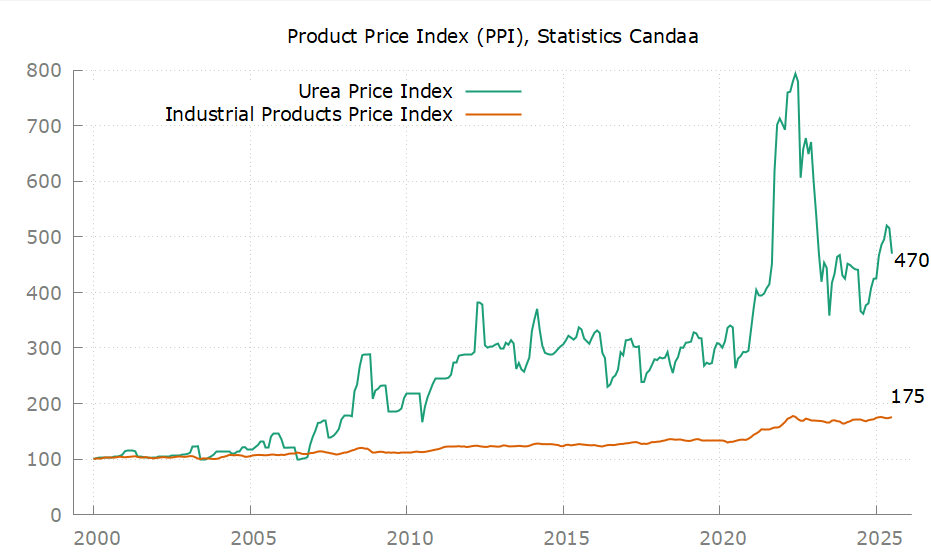 Product Price Index (PPI), Statistics Candaa
800
Urea Price Index
Industrial Products Price Index
700
600
500
470
400
300
200
175
100
0
2000 2005 2010 2015 2020 2025